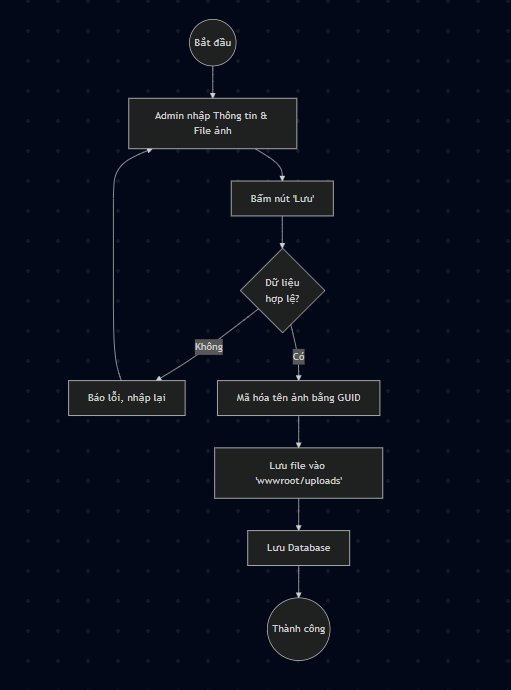 Bắt đầu
Admin nhập Thông tin &
File ảnh
Bấm nút 'Lưu'
Dữ liệu
hợp lệ?
Không
Có
Báo lỗi, nhập lại
Mã hóa tên ảnh bằng GUID
Lưu file vào
'wwwroot/uploads'
Lưu Database
Thành công